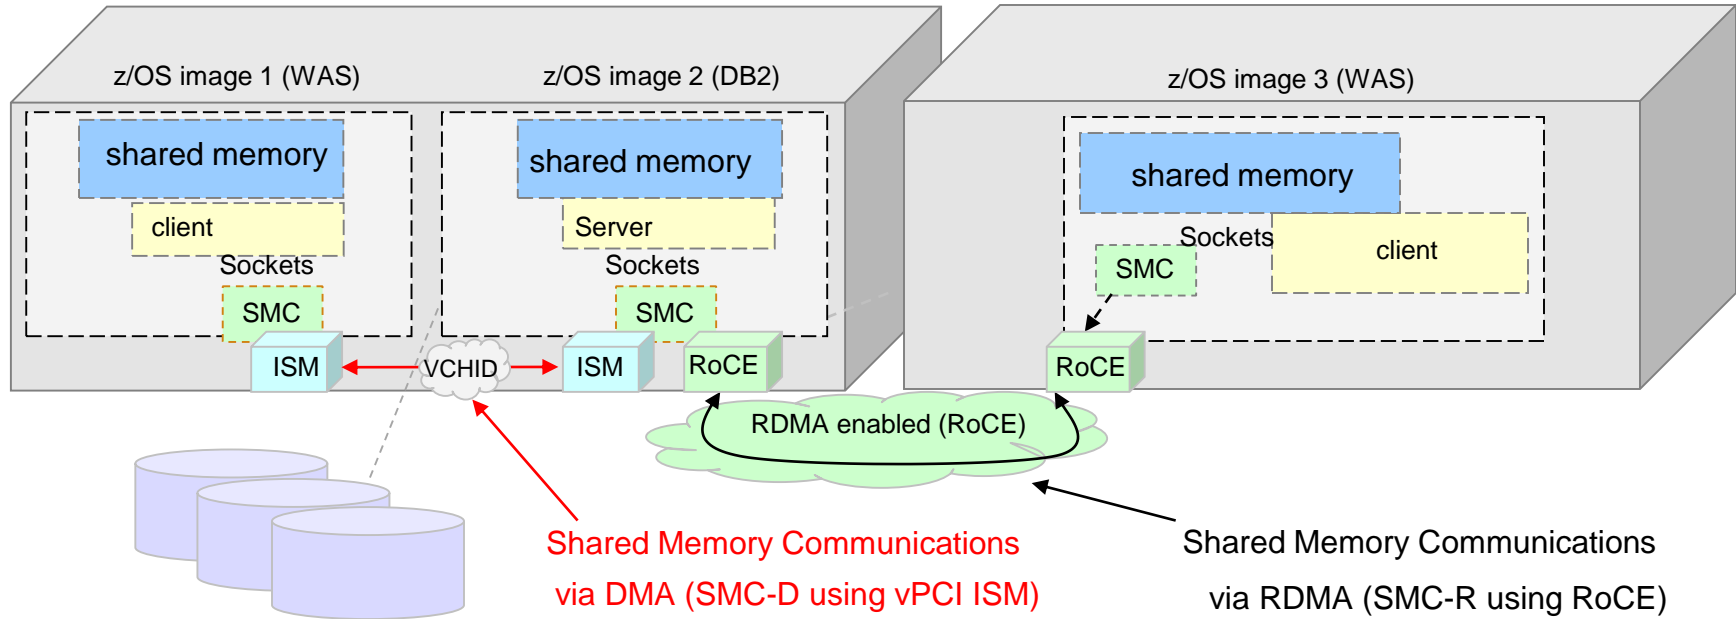 z/OS image 1 (WAS)
z/OS image 2 (DB2)
z/OS image 3 (WAS)
shared memory
client
Sockets
SMC
ISM
VCHID
shared memory
Server
Sockets
SMC
ISM
RoCE
shared memory
Sockets
client
SMC
RoCE
RDMA enabled (RoCE)
Shared Memory Communications
via DMA (SMC-D using vPCI ISM)
Shared Memory Communications
via RDMA (SMC-R using RoCE)